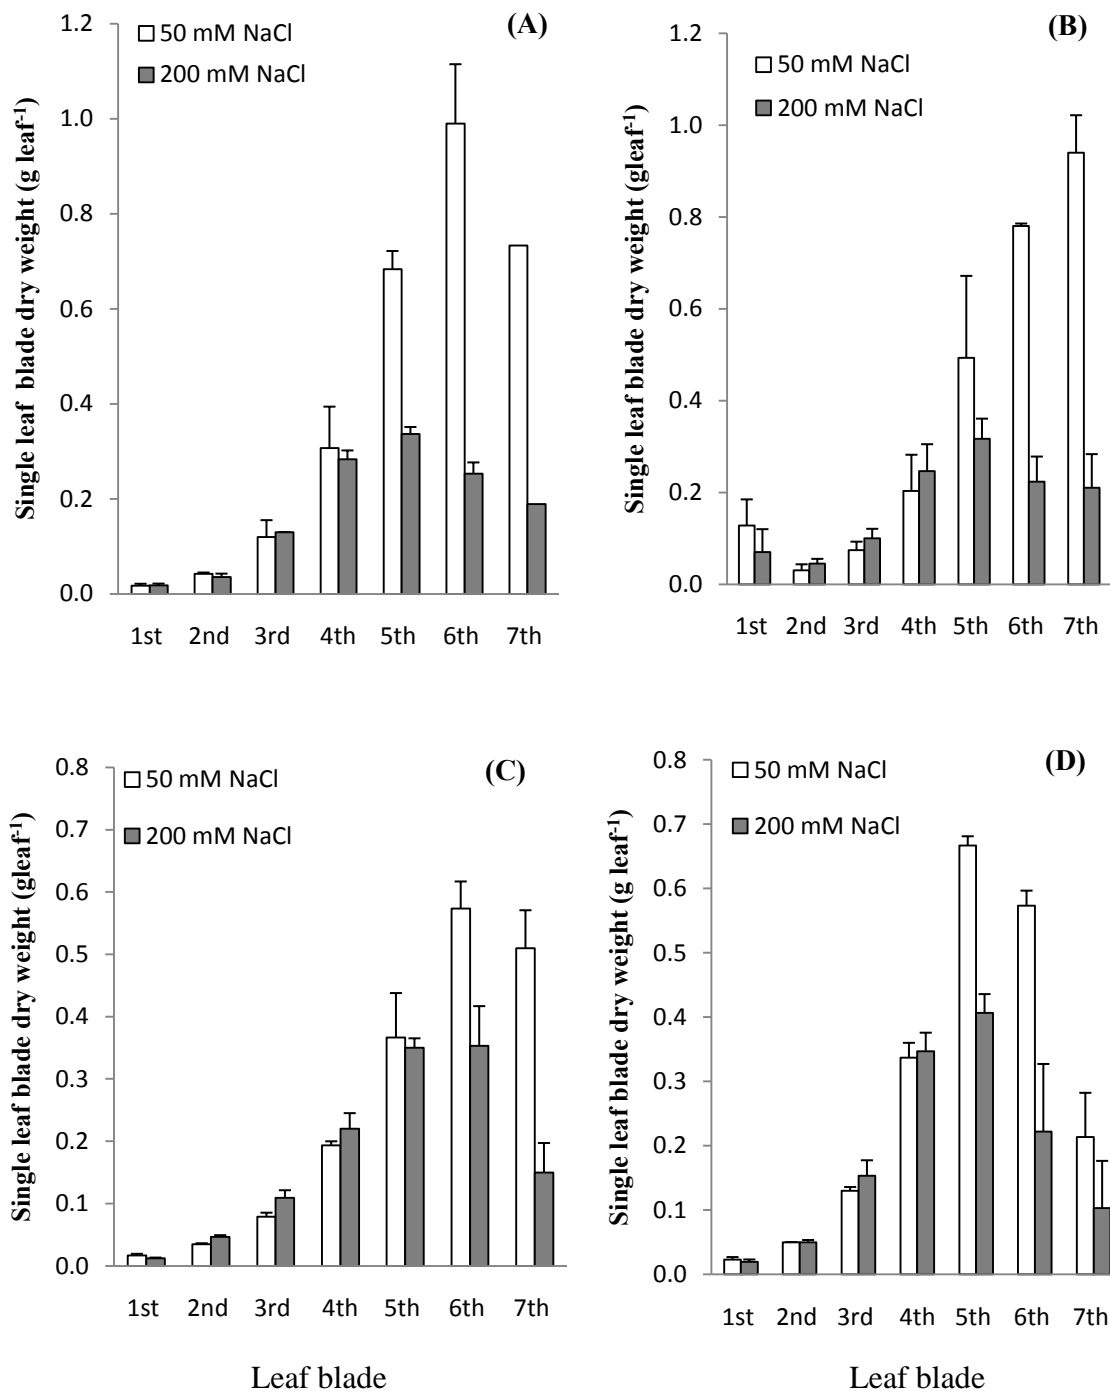 (A)
50 mM NaCl
200 mM NaCl
Single leaf blade dry weight (g leaf-1)
1.2
1.0
0.8
0.6
0.4
0.2
0.0
1st 2nd 3rd 4th 5th 6th 7th
(B)
50 mM NaCl
200 mM NaCl
Single leaf blade dry weight (gleaf-1)
1.2
1.0
0.8
0.6
0.4
0.2
0.0
1st 2nd 3rd 4th 5th 6th 7th
(C)
50 mM NaCl
200 mM NaCl
Single leaf blade dry weight (gleaf-1)
0.8
0.7
0.6
0.5
0.4
0.3
0.2
0.1
0.0
1st 2nd 3rd 4th 5th 6th 7th
Leaf blade
(D)
50 mM NaCl
200 mM NaCl
Single leaf blade dry weight (g leaf-1)
0.8
0.7
0.6
0.5
0.4
0.3
0.2
0.1
0.0
1st 2nd 3rd 4th 5th 6th 7th
Leaf blade